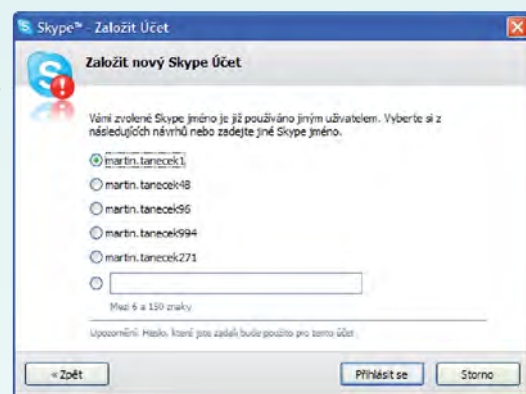 Skype™ - Založit Účet
Založit nový Skype Účet
Vámi zvolené Skype jméno je již používáno jiným uživatelem. Vyberte si z
následujících návrhů nebo zadejte jiné Skype jméno.
martin.tanecek1
martin.tanecek48
martin.tanecek96
martin.tanecek994
martin.tanecek271
Mezi 6 a 150 znaky
Upozornění: Heslo, které jste zadali bude použito pro tento účet
« Zpět
Přihlásit se
Storno